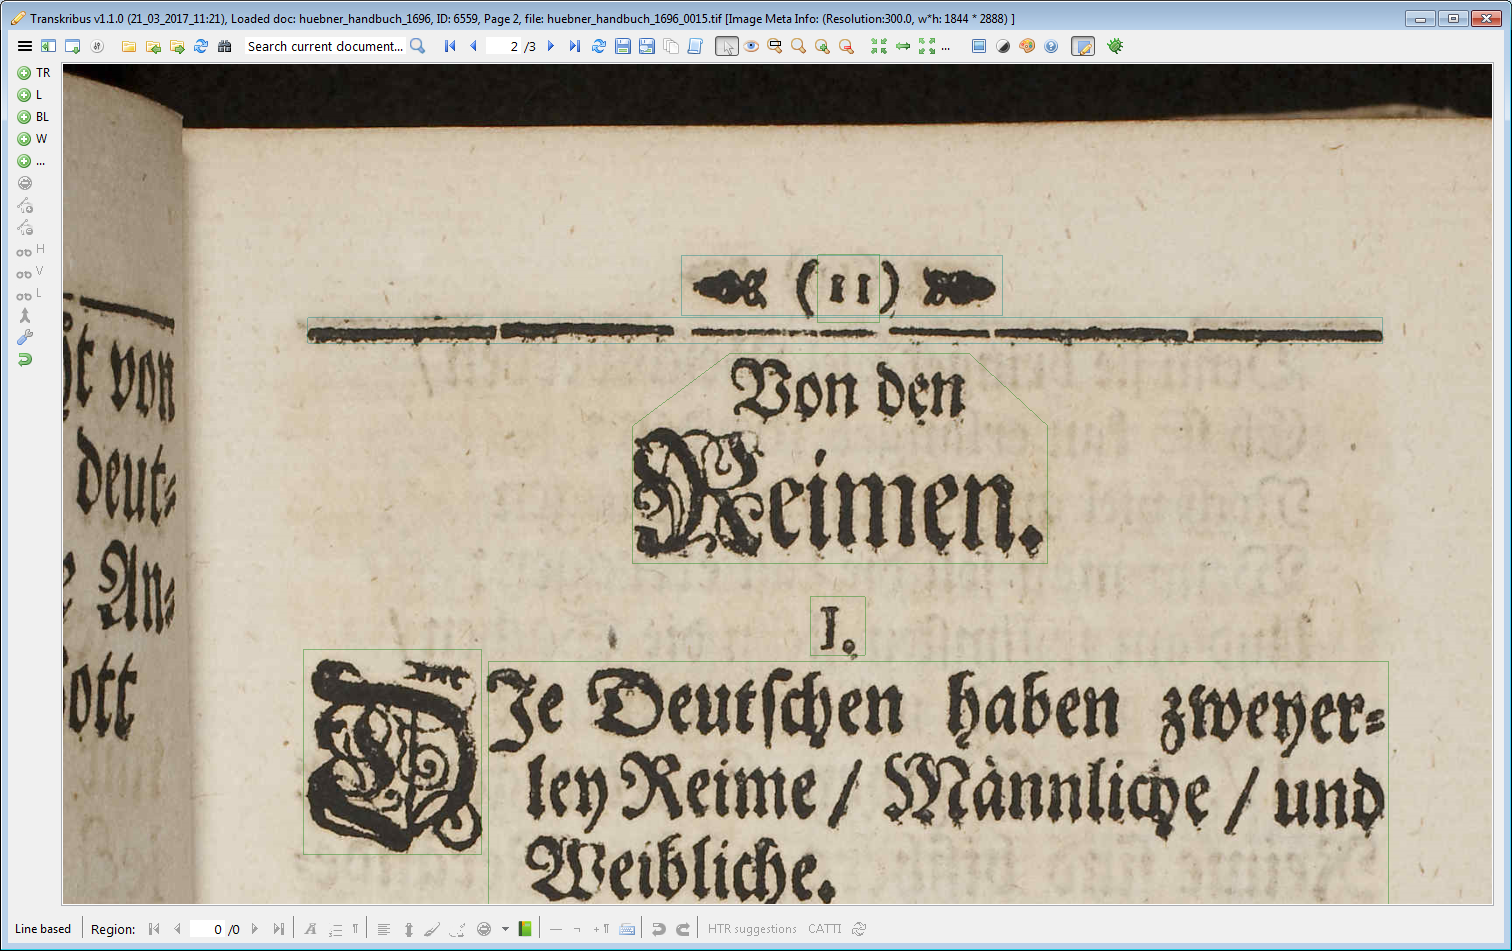 Transkribus v1.1.0 (21_03_2017_11:21), Loaded doc: huebner_handbuch_1696, ID: 6559, Page 2, file: huebner_handbuch_1696_0015.tif [Image Meta Info: (Resolution:300.0, w*h: 1844 * 2888) ]
Search current document... 2 /3 ...
TR
L
BL
W
...
H
V
L
von
deut⸗
An⸗
ott
(11)
Von den
Reimen.
I.
DJe Deutſchen haben zweyer⸗
ley Reime / Männliche / und
Weibliche.
Line based Region: 0 /0 HTR suggestions CATTI